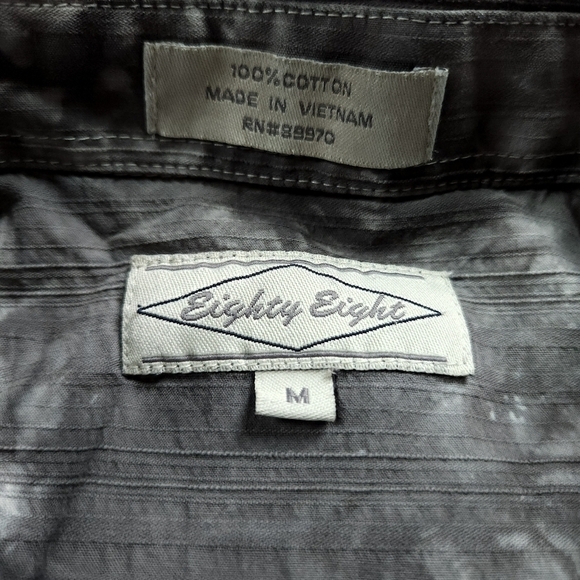 100% COTTON
MADE IN VIETNAM
RN#89970
Eighty Eight
M